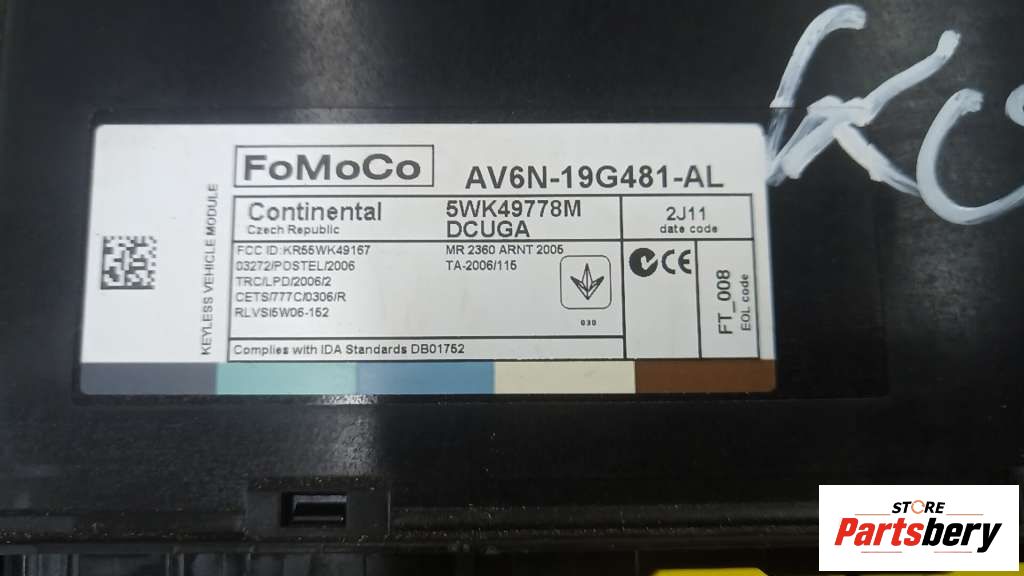 FoMoCo AV6N-19G481-AL
Continental 5WK49778M 2J11
Czech Republic DCUGA date code
FCC ID:KR55WK49167 MR 2360 ARNT 2005
03272/POSTEL/2006 TA-2006/115
TRC/LPD/2006/2
CETS/777C/0306/R
RLVSI5W06-152
030
CE
FT_008
EOL code
Complies with IDA Standards DB01752
KEYLESS VEHICLE MODULE
STORE
Partsbery